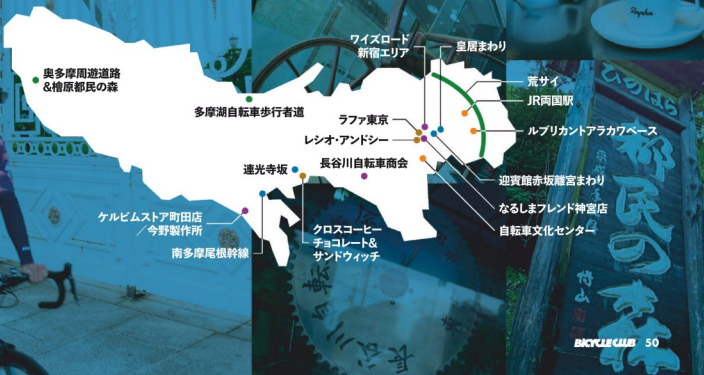 ワイズロード
新宿エリア
皇居まわり
奥多摩周遊道路
&檜原都民の森
多摩湖自転車歩行者道
荒サイ
JR両国駅
ラファ東京
ルブリカントアラカワベース
レシオ・アンドシー
連光寺坂
長谷川自転車商会
迎賓館赤坂離宮まわり
ケルビムストア町田店
/今野製作所
なるしまフレンド神宮店
クロスコーヒー
チョコレート&
サンドウィッチ
自転車文化センター
南多摩尾根幹線
Rapha
ひのはら
都民の森
長谷川自転
BICYCLE CLUB 50